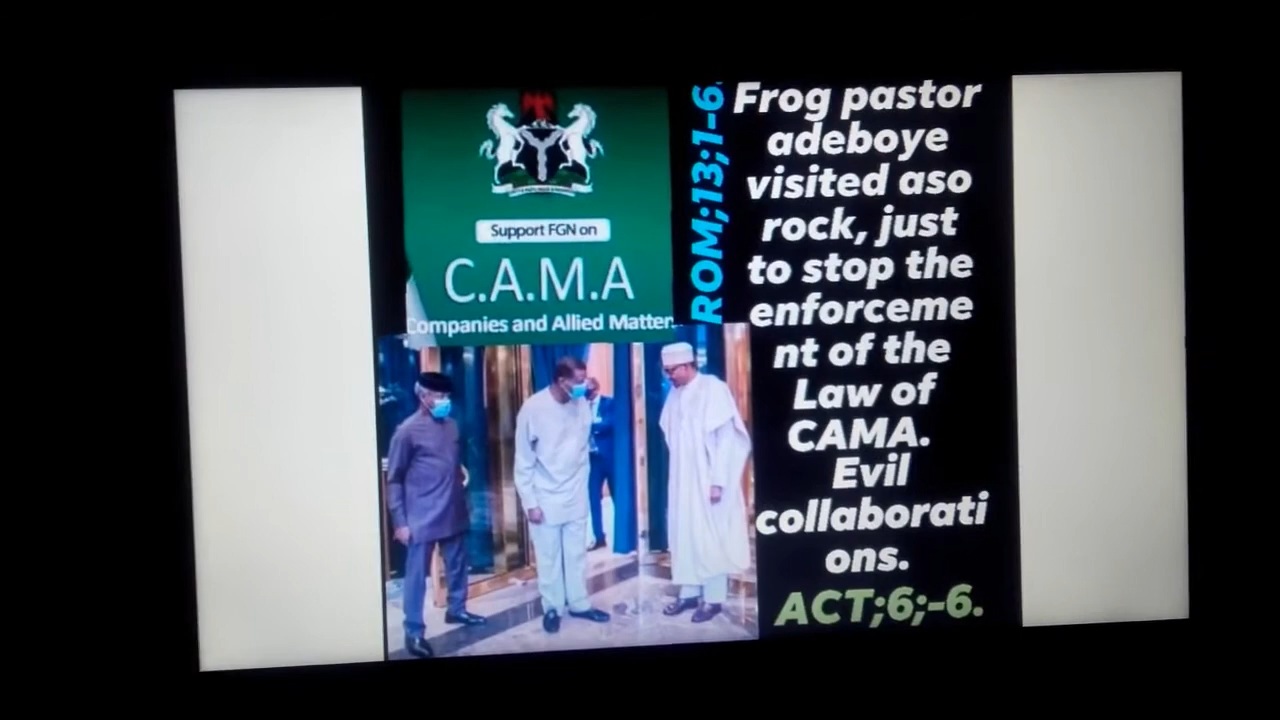 Support FGN on
C.A.M.A
Companies and Allied Matters
ROM;13;1-6.
Frog pastor
adeboye
visited aso
rock, just
to stop the
enforceme
nt of the
Law of
CAMA.
Evil
collaborati
ons.
ACT;6;-6.